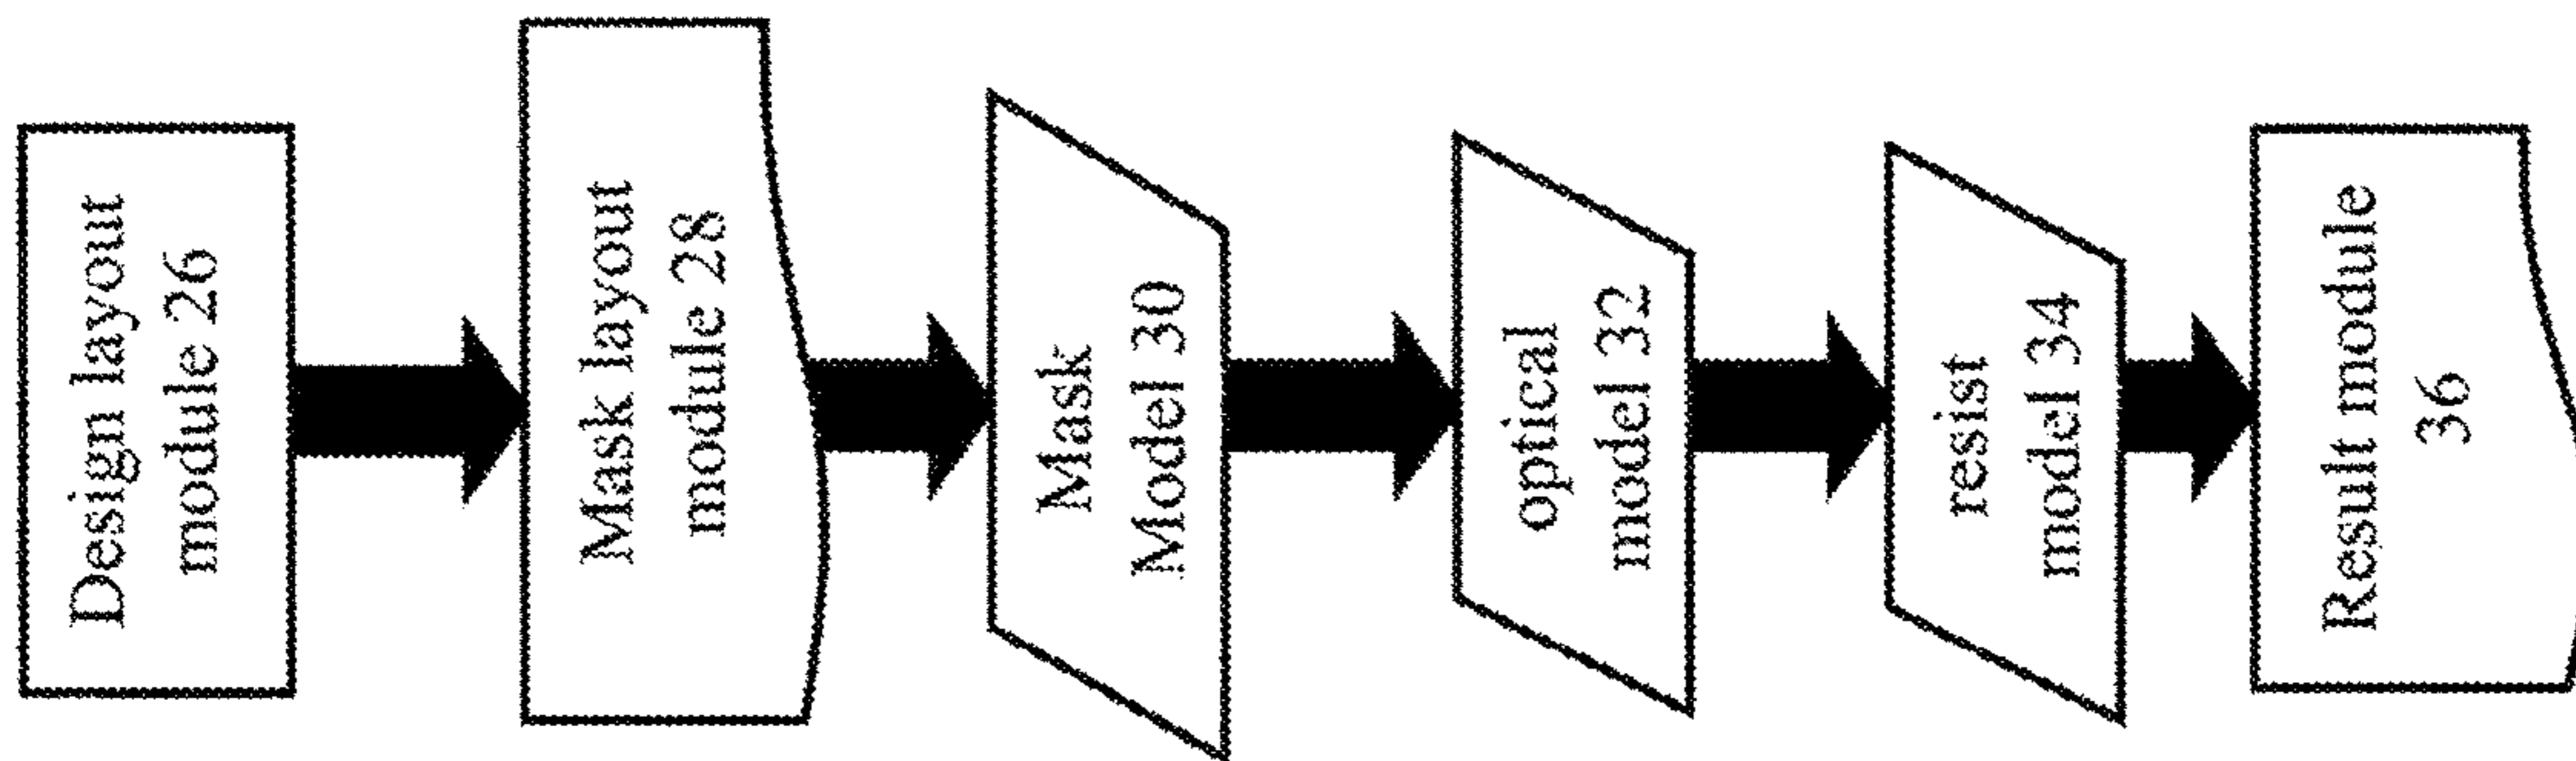 Design layout
module 26
Mask layout
module 28
Mask
Model 30
optical
model 32
resist
model 34
Result module
36